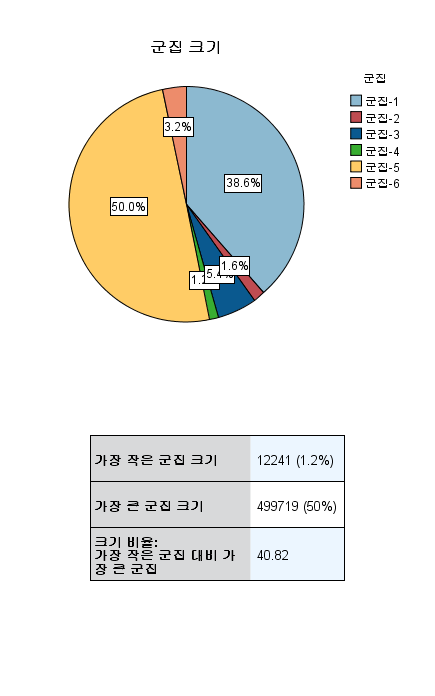 군집 크기
군집
군집-1
군집-2
군집-3
군집-4
군집-5
군집-6
3.2%
38.6%
50.0%
1.6%
가장 작은 군집 크기
12241 (1.2%)
가장 큰 군집 크기
499719 (50%)
크기 비율:
가장 작은 군집 대비 가
장 큰 군집
40.82